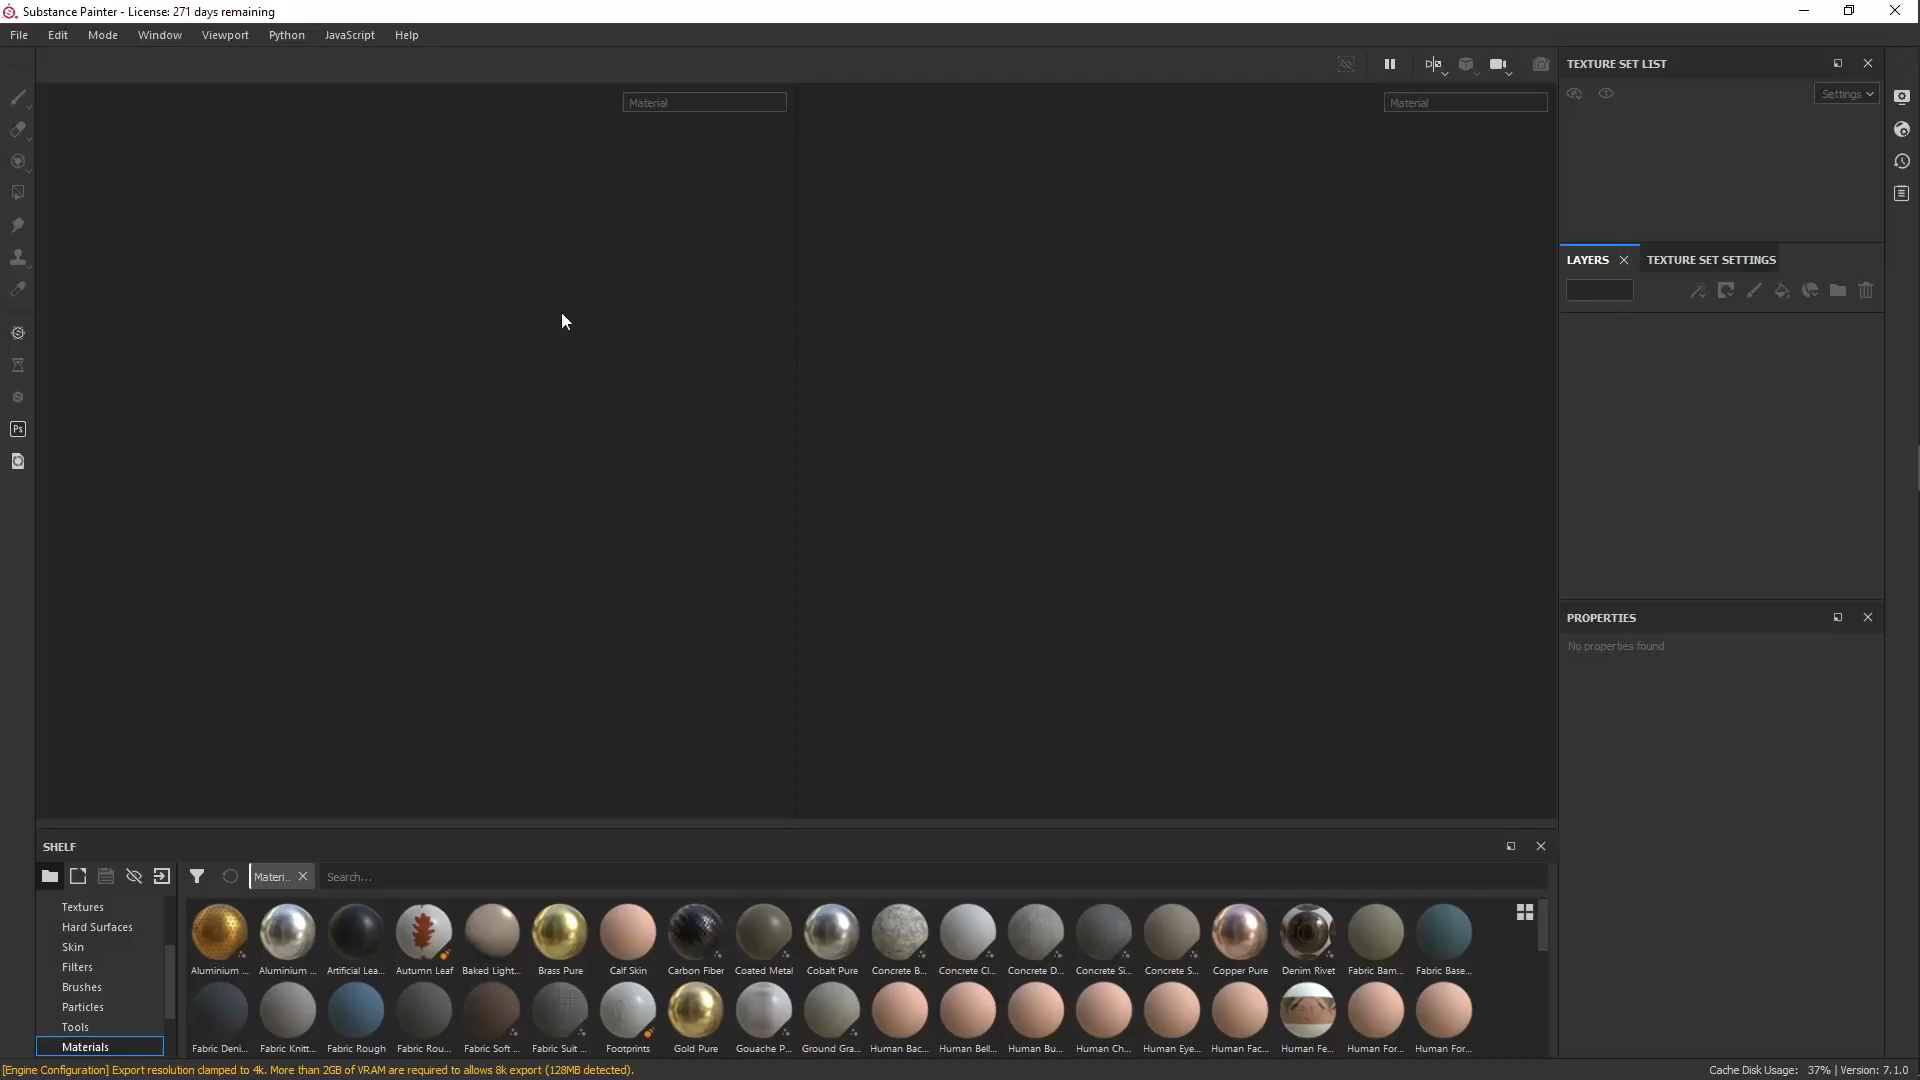 Substance Painter - License: 271 days remaining
File Edit Mode Window Viewport Python JavaScript Help
Material
Material
TEXTURE SET LIST
Settings
LAYERS
TEXTURE SET SETTINGS
PROPERTIES
No properties found
SHELF
Materi..
Search...
Textures
Hard Surfaces
Skin
Filters
Brushes
Particles
Tools
Materials
Aluminium ... Aluminium ... Artificial Lea... Autumn Leaf Baked Light... Brass Pure Calf Skin Carbon Fiber Coated Metal Cobalt Pure Concrete B... Concrete Cl... Concrete D... Concrete Si... Concrete S... Copper Pure Denim Rivet Fabric Bam... Fabric Base...
Fabric Deni... Fabric Knitt... Fabric Rough Fabric Rou... Fabric Soft ... Fabric Suit ... Footprints Gold Pure Gouache P... Ground Gra... Human Bac... Human Bell... Human Bu... Human Ch... Human Eye... Human Fac... Human Fe... Human For... Human For...
Ps
[Engine Configuration] Export resolution clamped to 4k. More than 2GB of VRAM are required to allows 8k export (128MB detected).
Cache Disk Usage: 37% | Version: 7.1.0